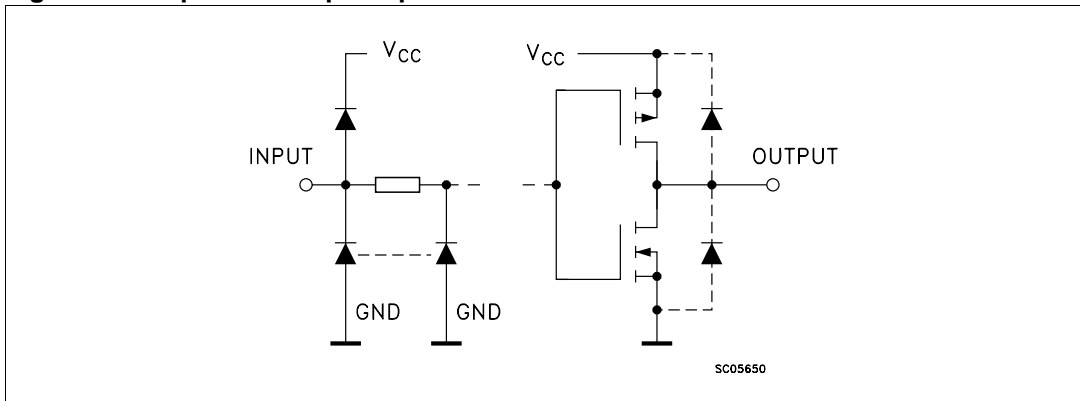 VCC
VCC
INPUT
OUTPUT
GND
GND
SC05650